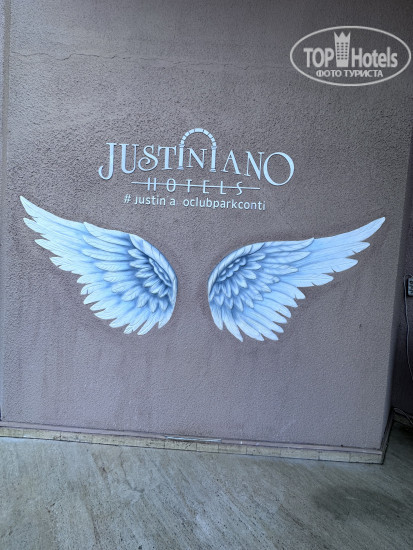 TOP Hotels
ФОТО ТУРИСТА
JUSTINIANO
HOTELS
# justin a oclubparkconti